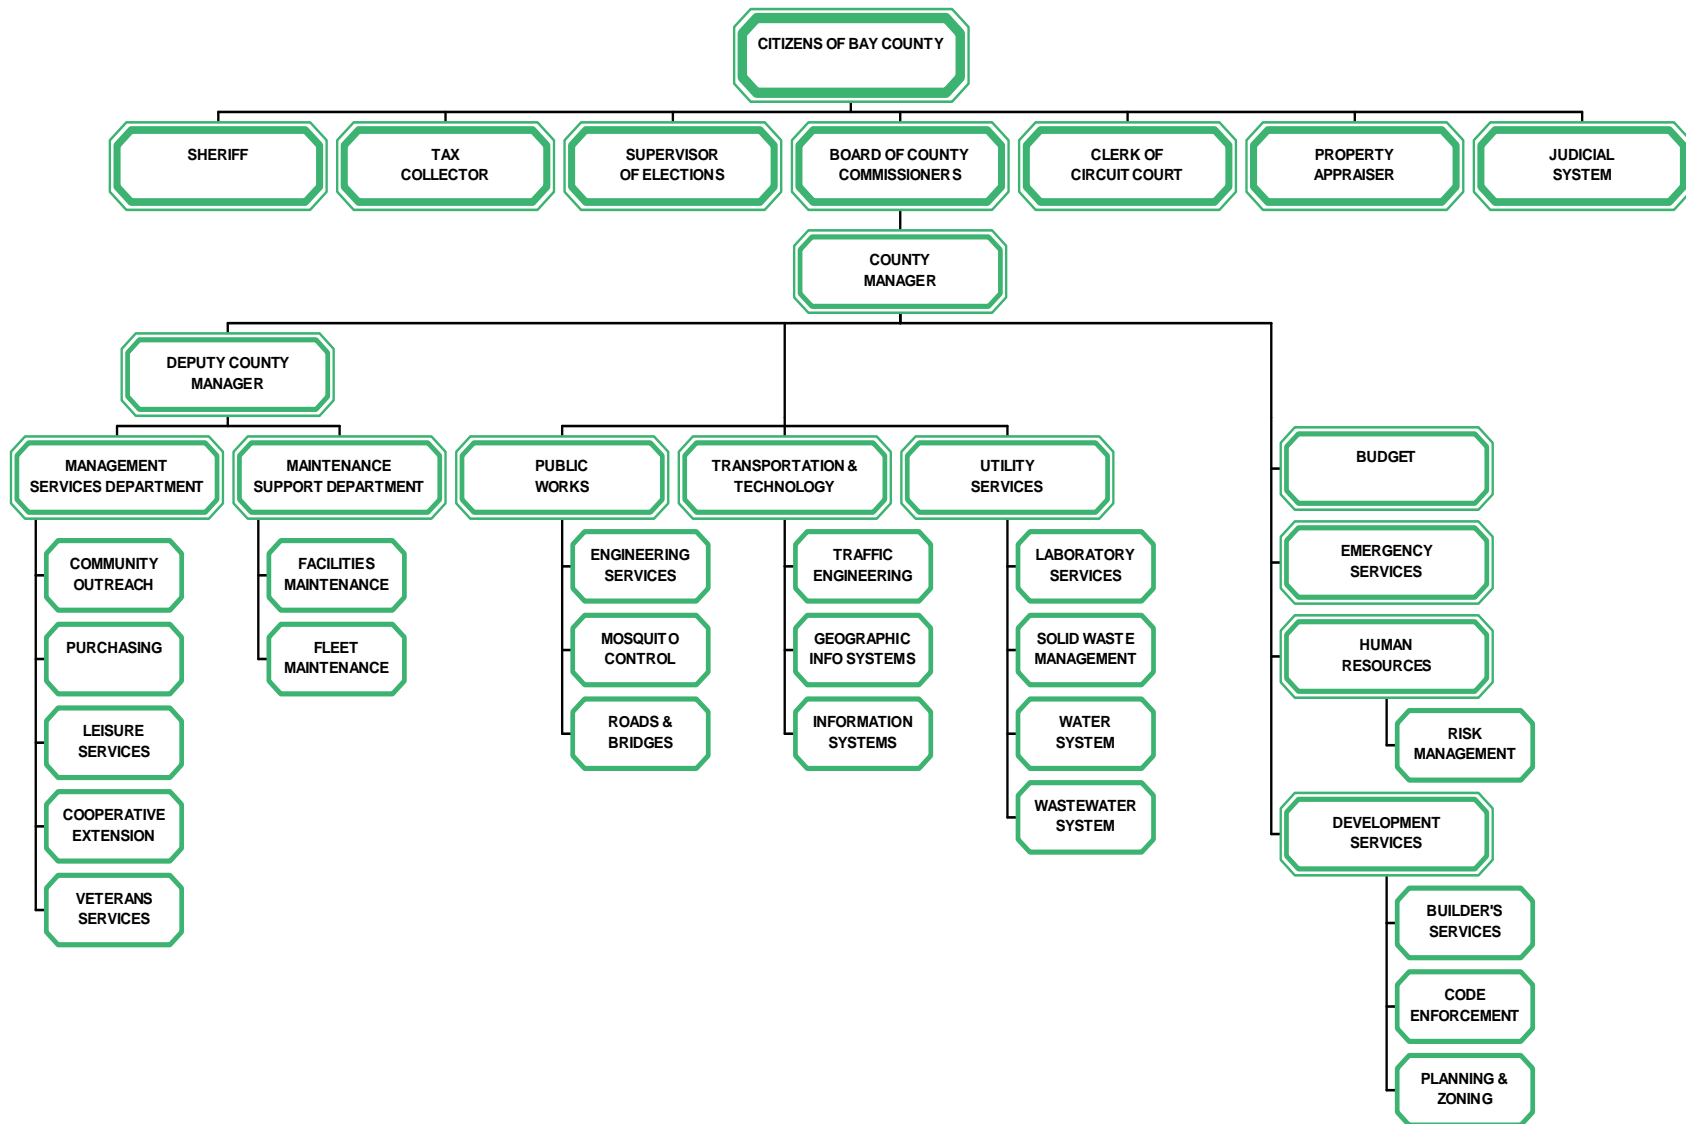 CITIZENS OF BAY COUNTY
SHERIFF
TAX
COLLECTOR
SUPERVISOR
OF ELECTIONS
BOARD OF COUNTY
COMMISSIONERS
CLERK OF
CIRCUIT COURT
PROPERTY
APPRAISER
JUDICIAL
SYSTEM
COUNTY
MANAGER
DEPUTY COUNTY
MANAGER
MANAGEMENT
SERVICES DEPARTMENT
COMMUNITY
OUTREACH
PURCHASING
LEISURE
SERVICES
COOPERATIVE
EXTENSION
VETERANS
SERVICES
MAINTENANCE
SUPPORT DEPARTMENT
FACILITIES
MAINTENANCE
FLEET
MAINTENANCE
PUBLIC
WORKS
ENGINEERING
SERVICES
MOSQUITO
CONTROL
ROADS &
BRIDGES
TRANSPORTATION &
TECHNOLOGY
TRAFFIC
ENGINEERING
GEOGRAPHIC
INFO SYSTEMS
INFORMATION
SYSTEMS
UTILITY
SERVICES
LABORATORY
SERVICES
SOLID WASTE
MANAGEMENT
WATER
SYSTEM
WASTEWATER
SYSTEM
BUDGET
EMERGENCY
SERVICES
HUMAN
RESOURCES
RISK
MANAGEMENT
DEVELOPMENT
SERVICES
BUILDER'S
SERVICES
CODE
ENFORCEMENT
PLANNING &
ZONING